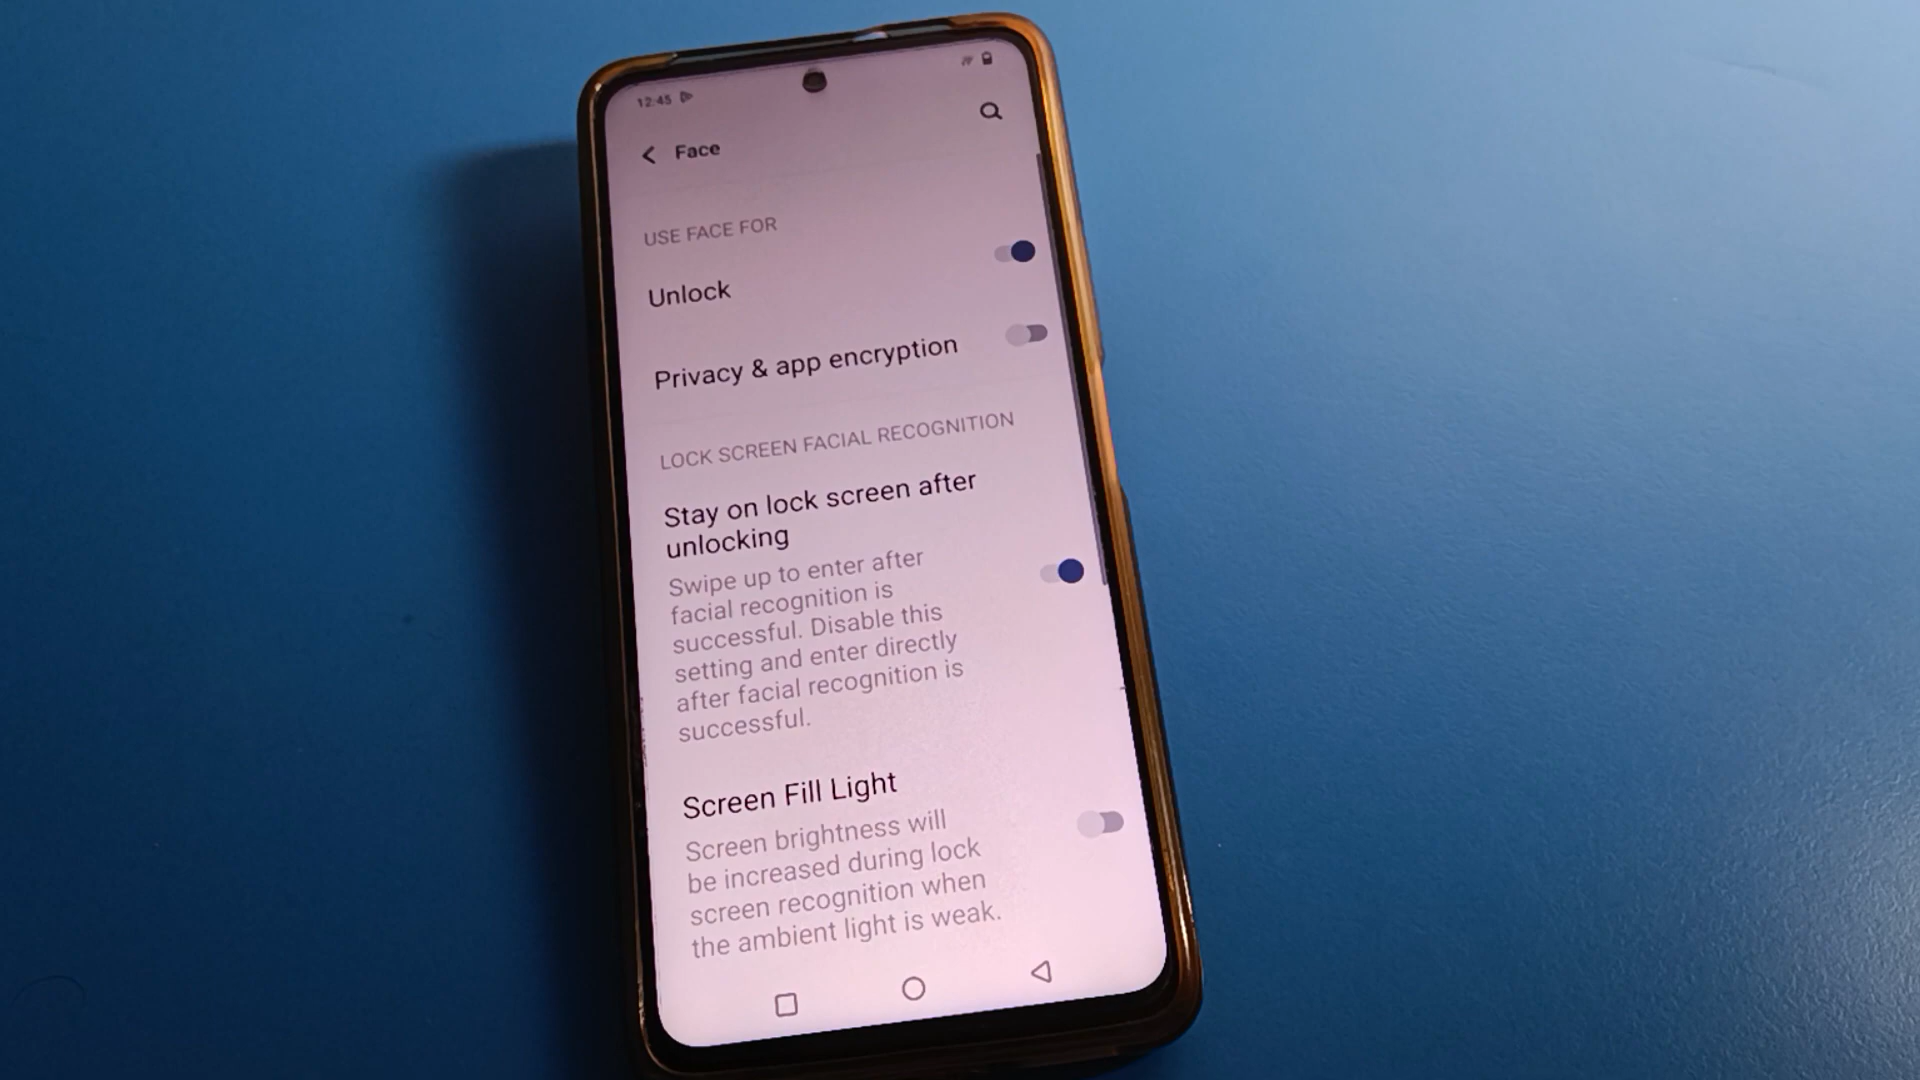 12:45
Face
USE FACE FOR
Unlock
Privacy & app encryption
LOCK SCREEN FACIAL RECOGNITION
Stay on lock screen after
unlocking
Swipe up to enter after
facial recognition is
successful. Disable this
setting and enter directly
after facial recognition is
successful.
Screen Fill Light
Screen brightness will
be increased during lock
screen recognition when
the ambient light is weak.